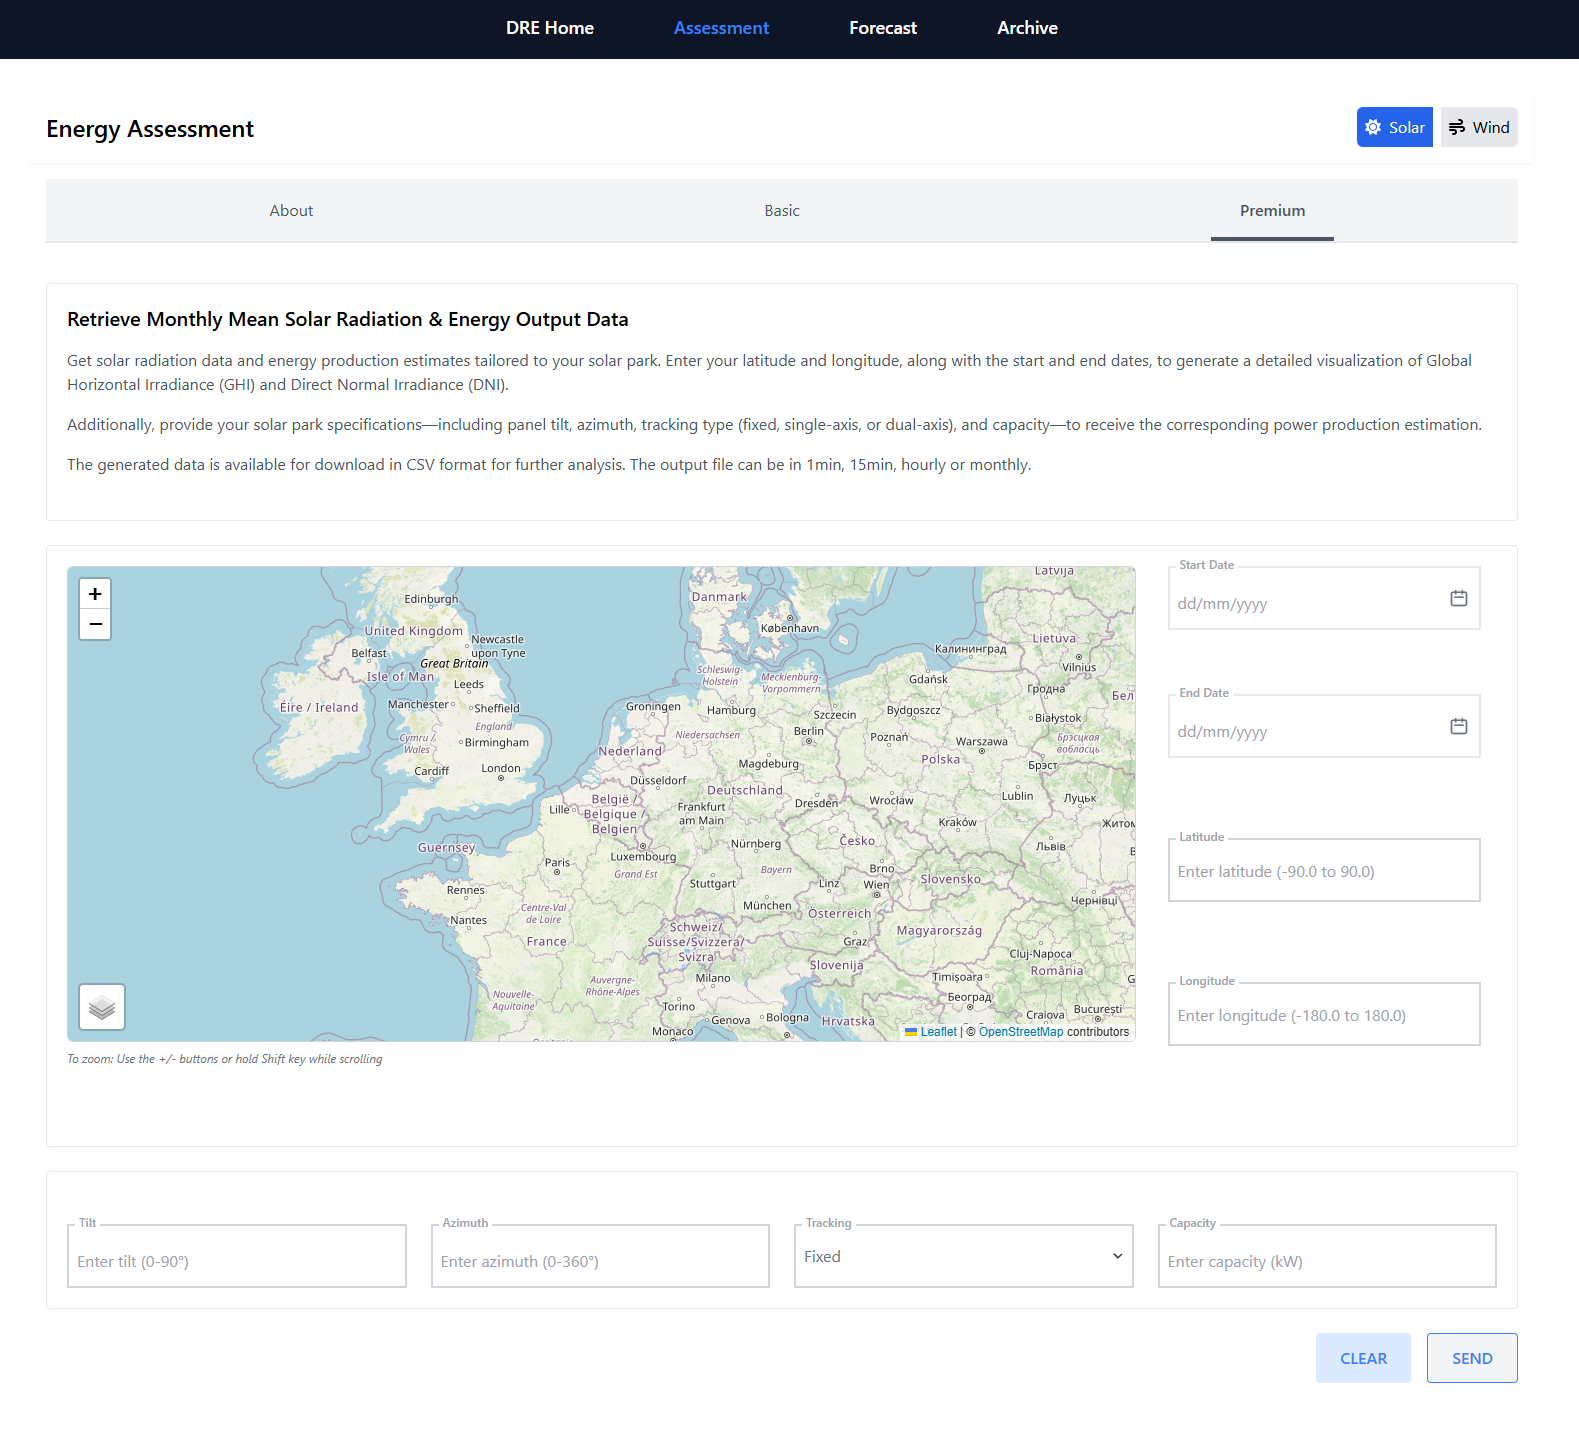 DRE Home
Assessment
Forecast
Archive
Energy Assessment
Solar
Wind
About
Basic
Premium
Retrieve Monthly Mean Solar Radiation & Energy Output Data
Get solar radiation data and energy production estimates tailored to your solar park. Enter your latitude and longitude, along with the start and end dates, to generate a detailed visualization of Global
Horizontal Irradiance (GHI) and Direct Normal Irradiance (DNI).
Additionally, provide your solar park specifications—including panel tilt, azimuth, tracking type (fixed, single-axis, or dual-axis), and capacity—to receive the corresponding power production estimation.
The generated data is available for download in CSV format for further analysis. The output file can be in 1min, 15min, hourly or monthly.
+
−
Latvija
Edinburgh
Danmark
København
United Kingdom
Newcastle
upon Tyne
Lietuva
Belfast
Great Britain
Калининград
Vilnius
Isle of Man
Schleswig-
Holstein
Mecklenburg-
Vorpommern
Leeds
Gdańsk
Гродна
Бел
Manchester
Sheffield
Éire / Ireland
Groningen
Hamburg
Szczecin
Bydgoszcz
Białystok
England
Niedersachsen
Berlin
Poznań
Warszawa
Брэсцкая
вобласць
Cymru /
Wales
Birmingham
Nederland
Polska
Брэст
Magdeburg
Cardiff
London
Düsseldorf
Deutschland
Lublin
Луцьк
België /
Belgique /
Belgien
Lille
Frankfurt
am Main
Dresden
Wrocław
Kraków
Житом
Guernsey
Nürnberg
Česko
Львів
В
Paris
Luxembourg
Grand Est
Bayern
Brno
Rennes
Stuttgart
Linz
Wien
Slovensko
Чернівці
Nantes
Centre-Val
de Loire
München
Österreich
France
Schweiz/
Suisse/Svizzera/
Svizra
Graz
Magyarország
Cluj-Napoca
Slovenija
România
Milano
Timișoara
G
Auvergne-
Rhône-Alpes
Nouvelle-
Aquitaine
Torino
Београд
Genova
Bologna
Hrvatska
Craiova
București
Monaco
Occitanie
Leaflet | © OpenStreetMap contributors
To zoom: Use the +/- buttons or hold Shift key while scrolling
Start Date
dd/mm/yyyy
End Date
dd/mm/yyyy
Latitude
Enter latitude (-90.0 to 90.0)
Longitude
Enter longitude (-180.0 to 180.0)
Tilt
Enter tilt (0-90°)
Azimuth
Enter azimuth (0-360°)
Tracking
Fixed
Capacity
Enter capacity (kW)
CLEAR
SEND